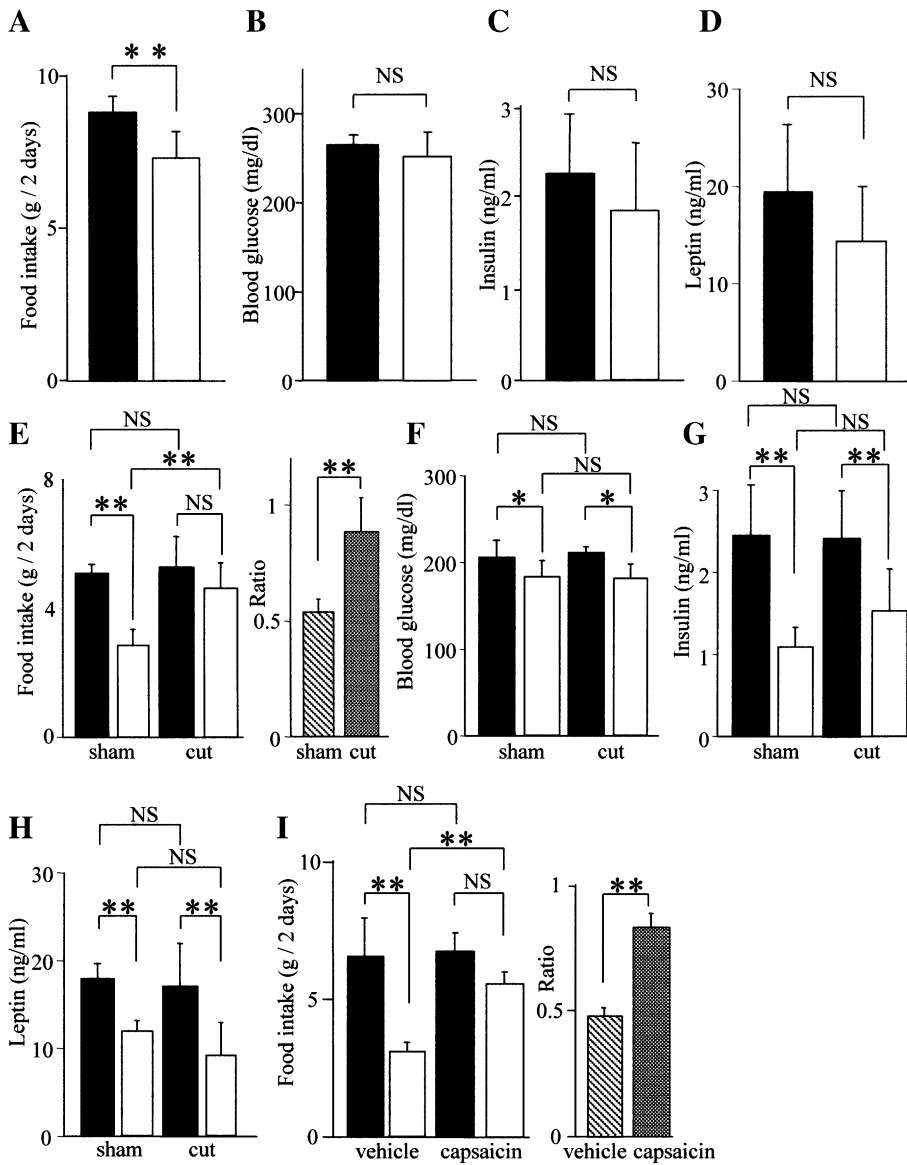 A
Food intake (g / 2 days)
10
5
0
* *
B
Blood glucose (mg/dl)
300
200
100
0
NS
C
Insulin (ng/ml)
3
2
1
0
NS
D
Leptin (ng/ml)
30
20
10
0
NS
E
Food intake (g / 2 days)
8
4
0
NS
**
**
NS
sham cut
Ratio
1
0.5
0
**
sham cut
F
Blood glucose (mg/dl)
300
200
100
0
NS
NS
*
*
sham cut
G
Insulin (ng/ml)
3
2
1
0
NS
NS
**
**
sham cut
H
Leptin (ng/ml)
30
20
10
0
NS
NS
**
**
sham cut
I
Food intake (g / 2 days)
10
5
0
NS
**
**
NS
vehicle capsaicin
Ratio
1
0.5
0
**
vehicle capsaicin